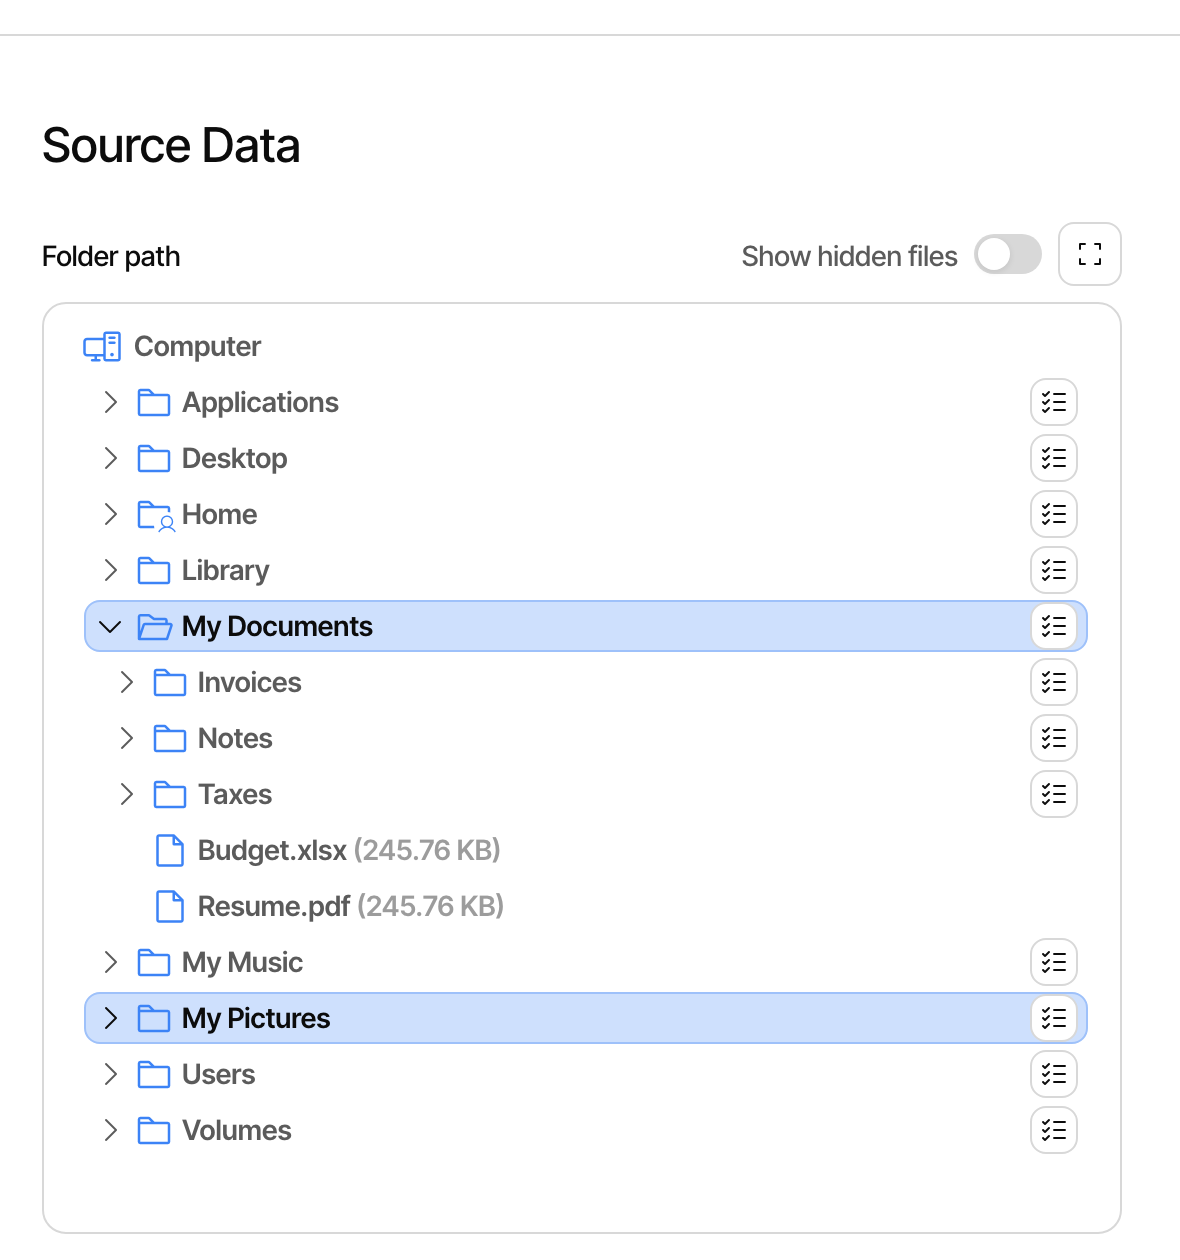 Source Data
Folder path
Show hidden files
Computer
Applications
Desktop
Home
Library
My Documents
Invoices
Notes
Taxes
Budget.xlsx (245.76 KB)
Resume.pdf (245.76 KB)
My Music
My Pictures
Users
Volumes